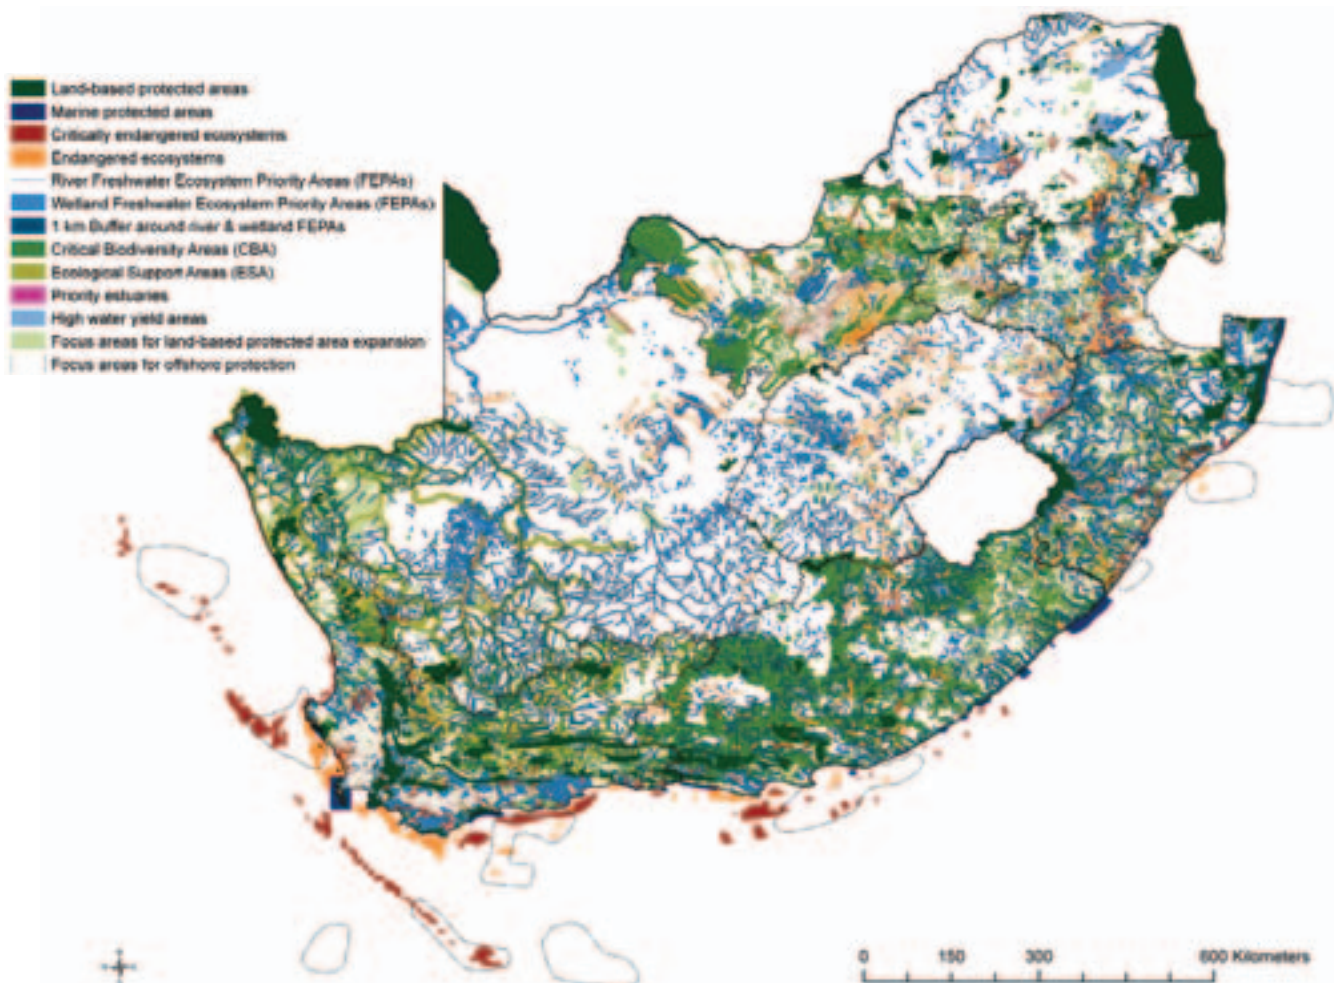 Land-based protected areas
Marine protected areas
Critically endangered ecosystems
Endangered ecosystems
River Freshwater Ecosystem Priority Areas (FEPAs)
Wetland Freshwater Ecosystem Priority Areas (FEPAs)
1 km Buffer around river & wetland FEPAs
Critical Biodiversity Areas (CBA)
Ecological Support Areas (ESA)
Priority estuaries
High water yield areas
Focus areas for land-based protected area expansion
Focus areas for offshore protection
0 150 300 600 Kilometers